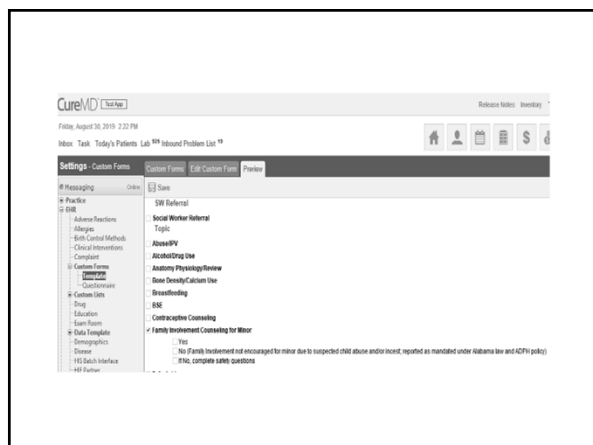 CureMD Test App
Release Notes Inventory
Friday, August 30, 2019 2:22 PM
Inbox Task Today's Patients Lab 529 Inbound Problem List 19
Settings - Custom Forms
Custom Forms Edit Custom Form Preview
Messaging Online
Save
Practice
EHR
Adverse Reactions
Allergies
Birth Control Methods
Clinical Interventions
Complaint
Custom Forms
Template
Questionnaire
Custom Lists
Drug
Education
Exam Room
Data Template
Demographics
Disease
HIS Batch Interface
HIE Partner
SW Referral
Social Worker Referral
Topic
Abuse/IPV
Alcohol/Drug Use
Anatomy Physiology/Review
Bone Density/Calcium Use
Breastfeeding
BSE
Contraceptive Counseling
Family Involvement Counseling for Minor
Yes
No (Family Involvement not encouraged for minor due to suspected child abuse and/or incest; reported as mandated under Alabama law and ADPH policy)
If No, complete safety questions